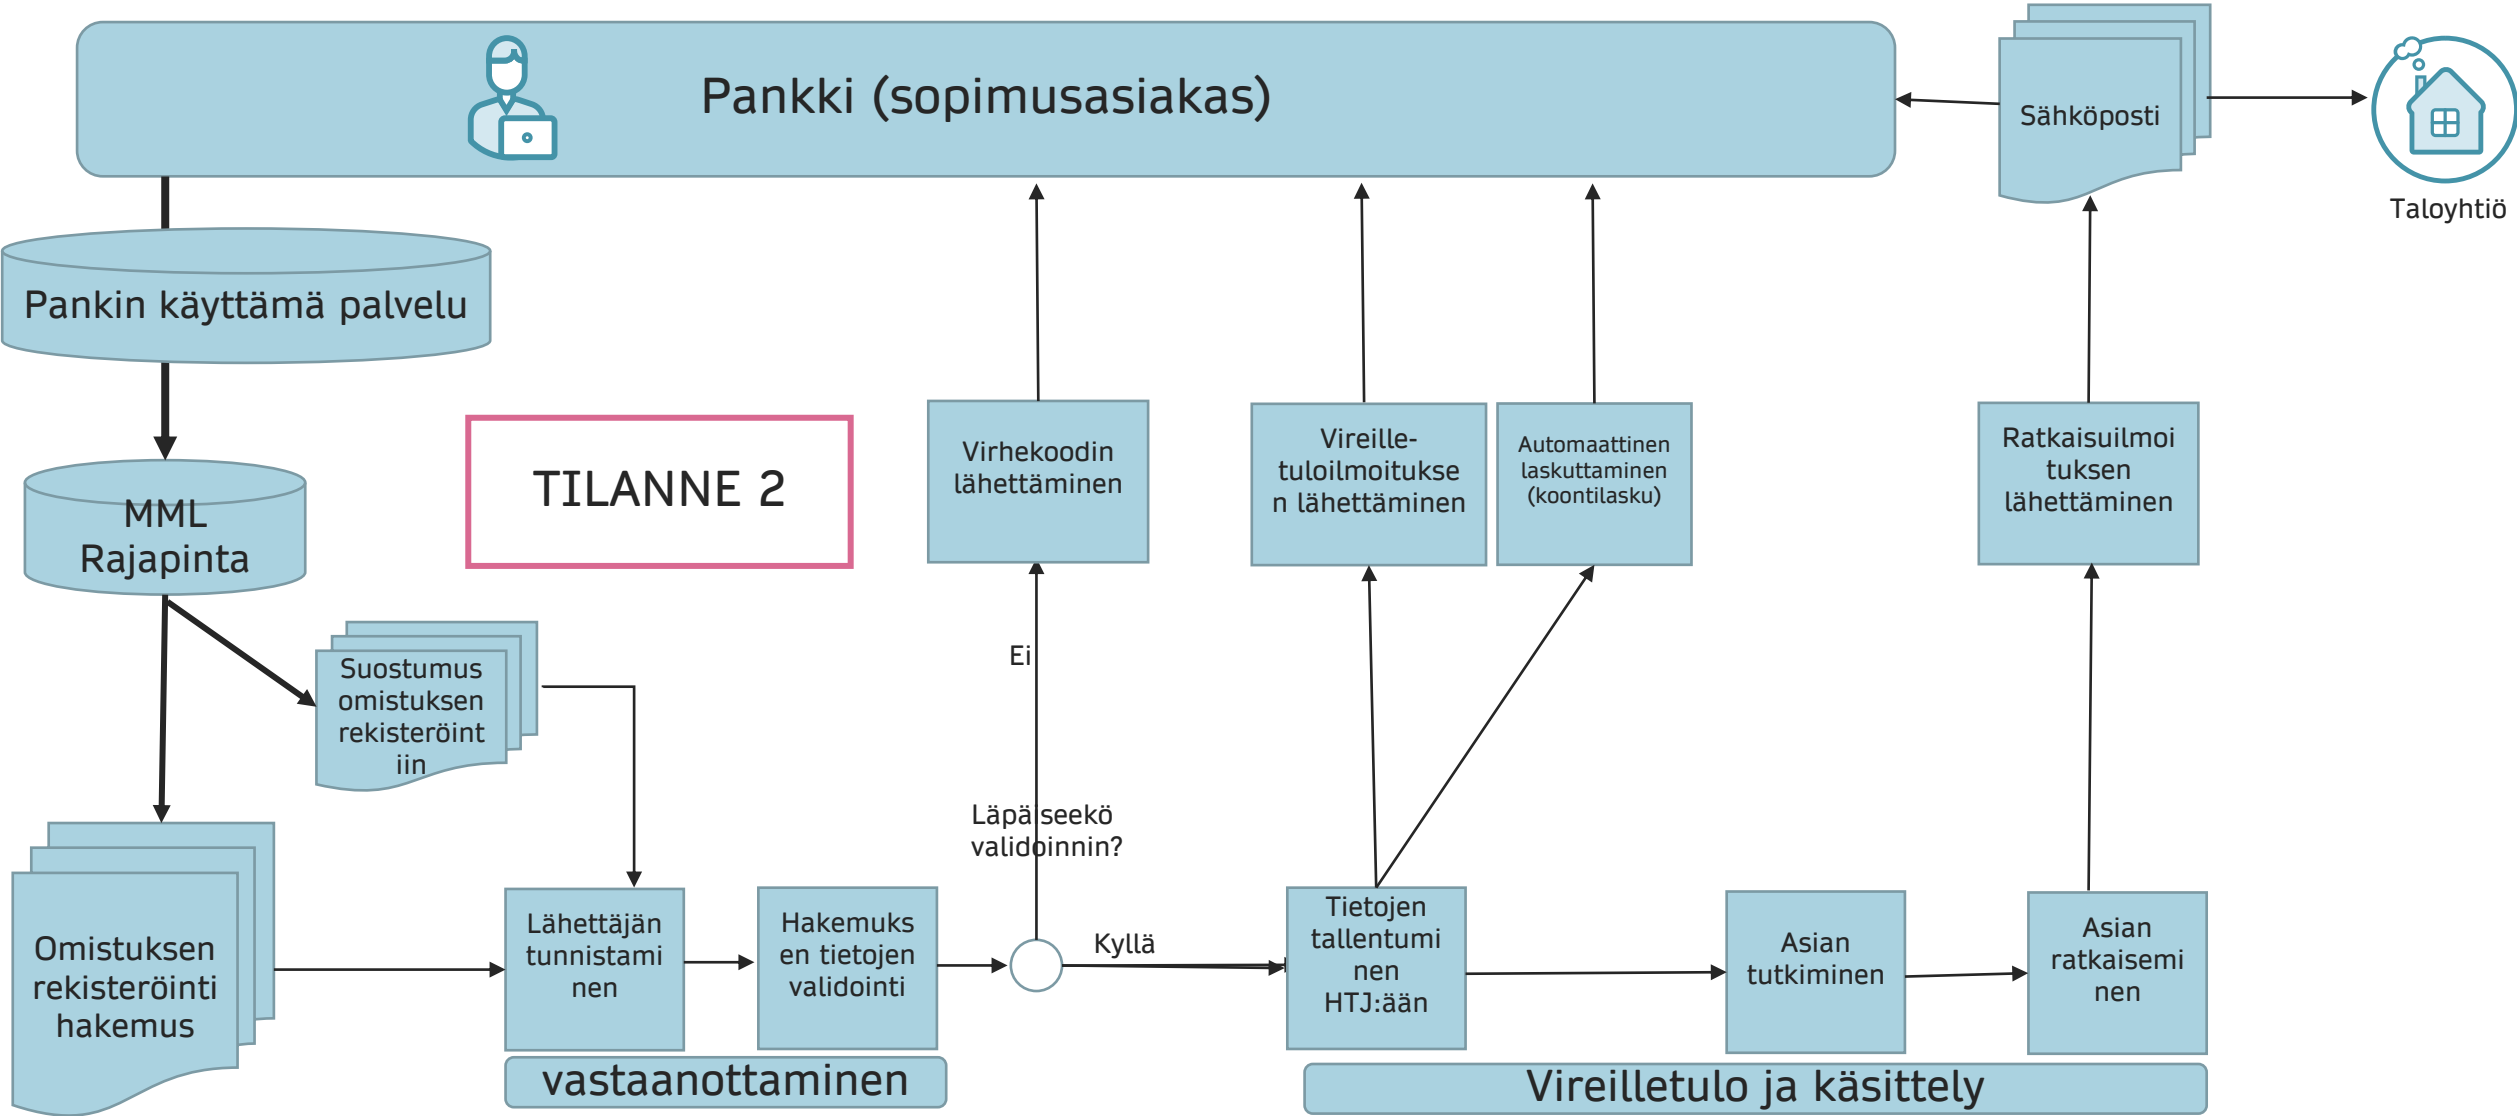 Pankki (sopimusasiakas)
Sähköposti
Taloyhtiö
Pankin käyttämä palvelu
MML
Rajapinta
TILANNE 2
Virhekoodin
lähettäminen
Vireille-
tuloilmoitukse
n lähettäminen
Automaattinen
laskuttaminen
(koontilasku)
Ratkaisuilmoi
tuksen
lähettäminen
Suostumus
omistuksen
rekisteröint
iin
Ei
Läpäiseekö
validoinnin?
Omistuksen
rekisteröinti
hakemus
Lähettäjän
tunnistami
nen
Hakemuks
en tietojen
validointi
Kyllä
Tietojen
tallentumi
nen
HTJ:ään
Asian
tutkiminen
Asian
ratkaisemi
nen
vastaanottaminen
Vireilletulo ja käsittely